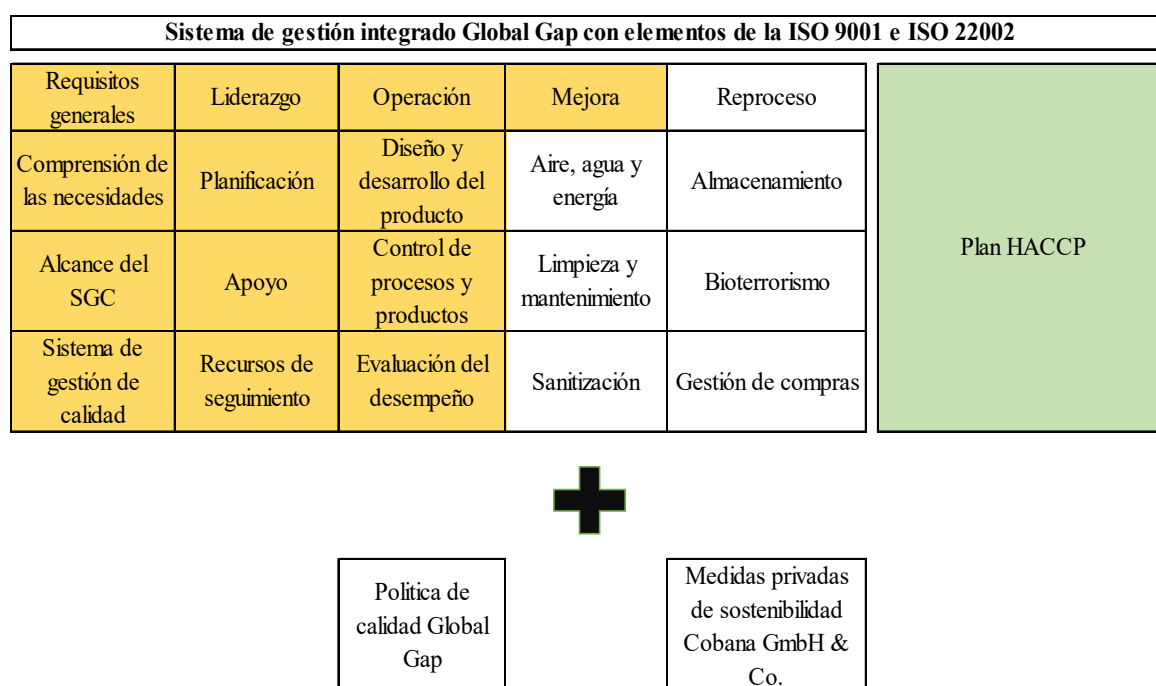 Sistema de gestión integrado Global Gap con elementos de la ISO 9001 e ISO 22002
Requisitos
generales
Liderazgo
Operación
Mejora
Reproceso
Comprensión de
las necesidades
Planificación
Diseño y
desarrollo del
producto
Aire, agua y
energía
Almacenamiento
Alcance del
SGC
Apoyo
Control de
procesos y
productos
Limpieza y
mantenimiento
Bioterrorismo
Sistema de
gestión de
calidad
Recursos de
seguimiento
Evaluación del
desempeño
Sanitización
Gestión de compras
Plan HACCP
Politica de
calidad Global
Gap
Medidas privadas
de sostenibilidad
Cobana GmbH &
Co.